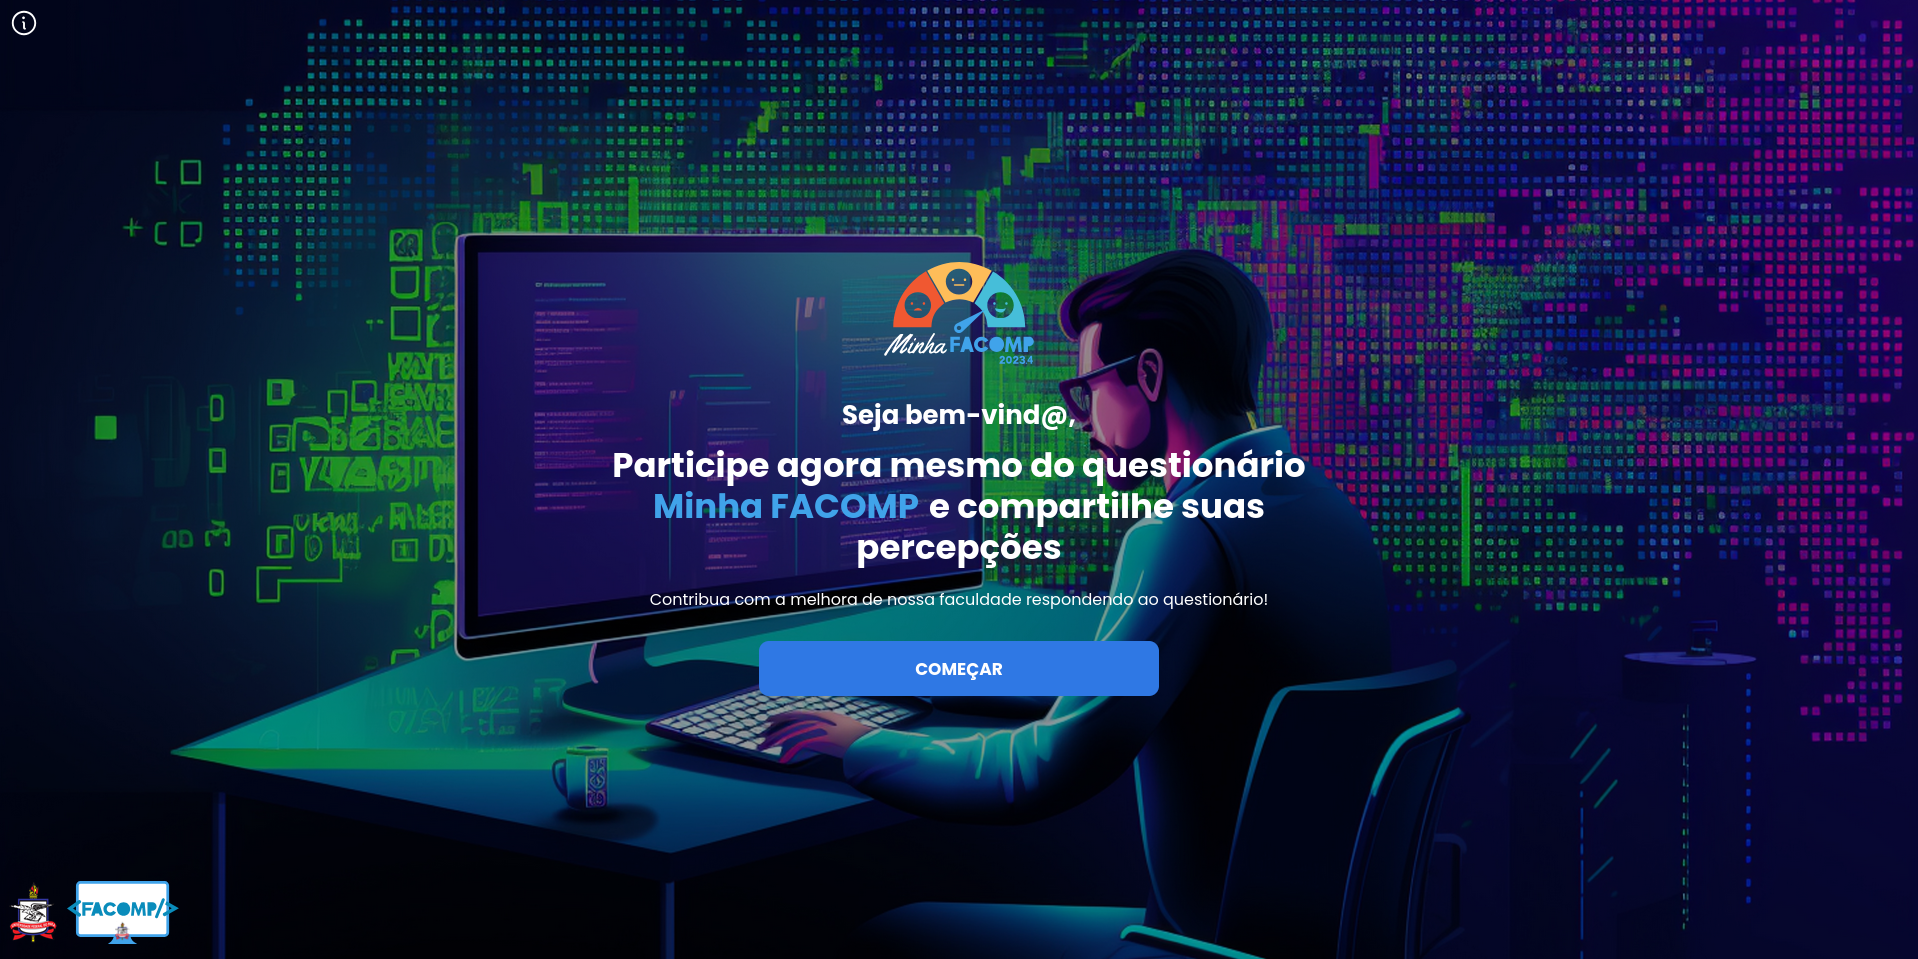 Minha FACOMP
2023.4
Seja bem-vind@,
Participe agora mesmo do questionário
Minha FACOMP e compartilhe suas
percepções
Contribua com a melhora de nossa faculdade respondendo ao questionário!
COMEÇAR
<FACOMP/>